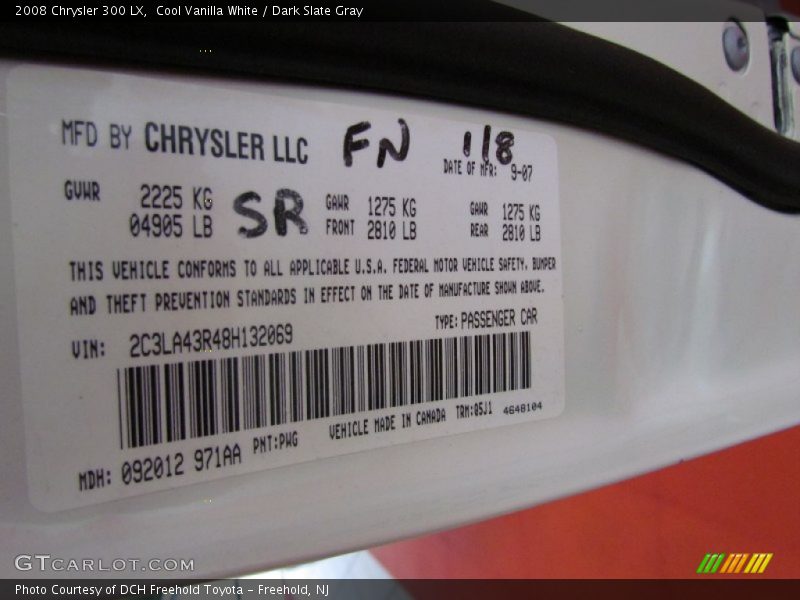 2008 Chrysler 300 LX,  Cool Vanilla White / Dark Slate Gray
MFD BY CHRYSLER LLC FN 1/8
DATE OF MFR: 9-07
GVWR 2225 KG SR GAWR 1275 KG GAWR 1275 KG
04905 LB FRONT 2810 LB REAR 2810 LB
THIS VEHICLE CONFORMS TO ALL APPLICABLE U.S.A. FEDERAL MOTOR VEHICLE SAFETY, BUMPER
AND THEFT PREVENTION STANDARDS IN EFFECT ON THE DATE OF MANUFACTURE SHOWN ABOVE.
VIN: 2C3LA43R48H132069 TYPE: PASSENGER CAR
MDH: 092012 971AA PNT:PWG VEHICLE MADE IN CANADA TRM:85J1 4648104
GTCARLOT.COM
Photo Courtesy of DCH Freehold Toyota - Freehold, NJ